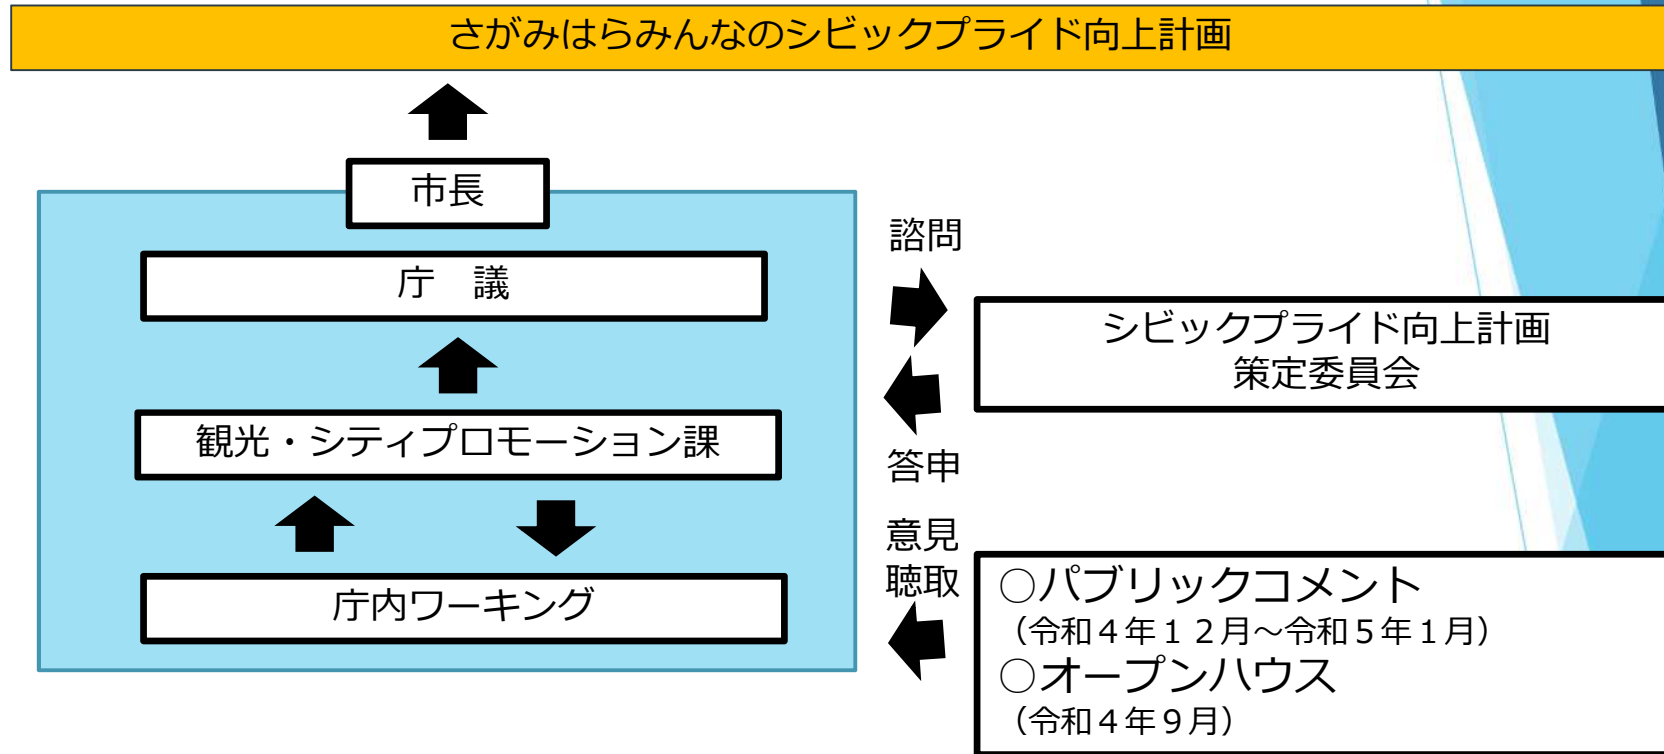 さがみはらみんなのシビックプライド向上計画
市長
庁　議
観光・シティプロモーション課
庁内ワーキング
諮問
シビックプライド向上計画
策定委員会
答申
意見
聴取
○パブリックコメント
（令和４年１２月～令和５年１月）
○オープンハウス
（令和４年９月）